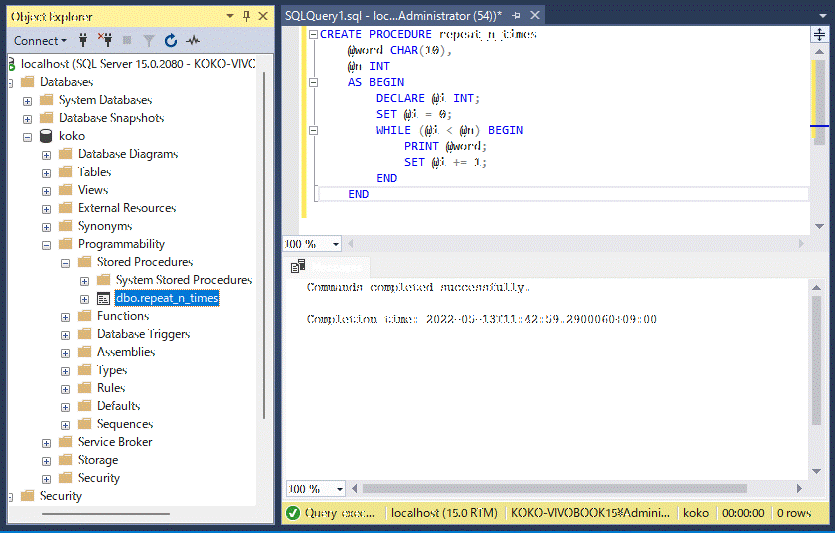 Object Explorer
Connect
localhost (SQL Server 15.0.2080 - KOKO-VIVO
Databases
System Databases
Database Snapshots
koko
Database Diagrams
Tables
Views
External Resources
Synonyms
Programmability
Stored Procedures
System Stored Procedures
dbo.repeat_n_times
Functions
Database Triggers
Assemblies
Types
Rules
Defaults
Sequences
Service Broker
Storage
Security
Security
SQLQuery1.sql - loc...Administrator (54))*
CREATE PROCEDURE repeat_n_times
@word CHAR(10),
@n INT
AS BEGIN
DECLARE @i INT;
SET @i = 0;
WHILE (@i < @n) BEGIN
PRINT @word;
SET @i += 1;
END
END
100 %
Commands completed successfully.
Completion time: 2022-05-13T11:42:59.2900060+09:00
100 %
Query exec... localhost (15.0 RTM) KOKO-VIVOBOOK15¥Admini... koko 00:00:00 0 rows